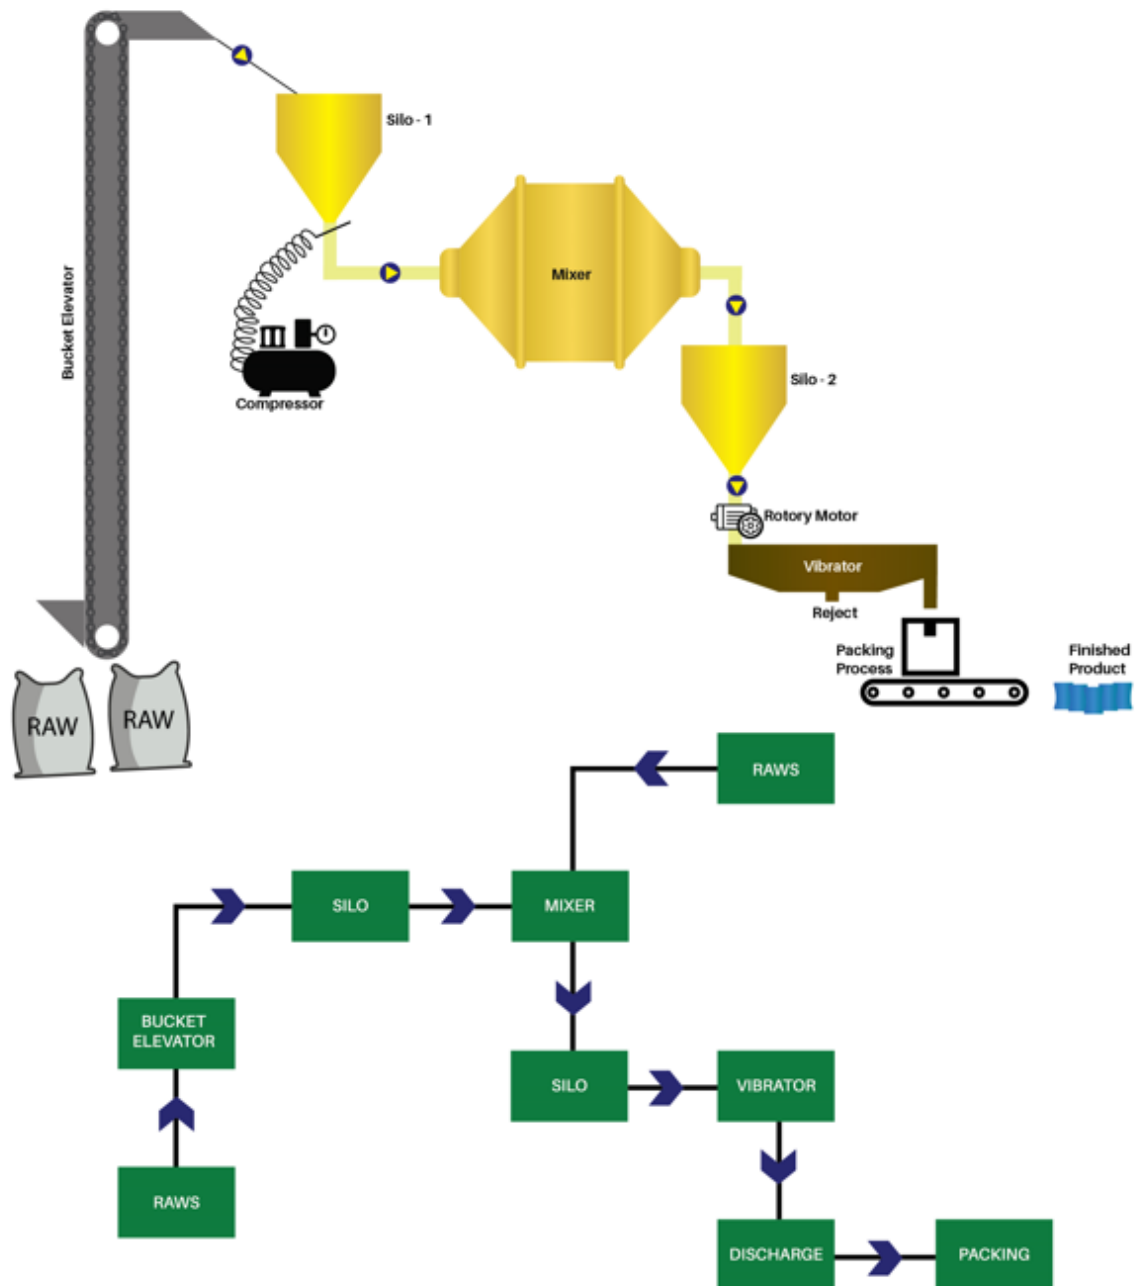 Silo - 1
Bucket Elevator
Mixer
Compressor
Silo - 2
Rotory Motor
Vibrator
Reject
Packing
Process
Finished
Product
RAW
RAW
RAWS
SILO
MIXER
BUCKET
ELEVATOR
SILO
VIBRATOR
RAWS
DISCHARGE
PACKING